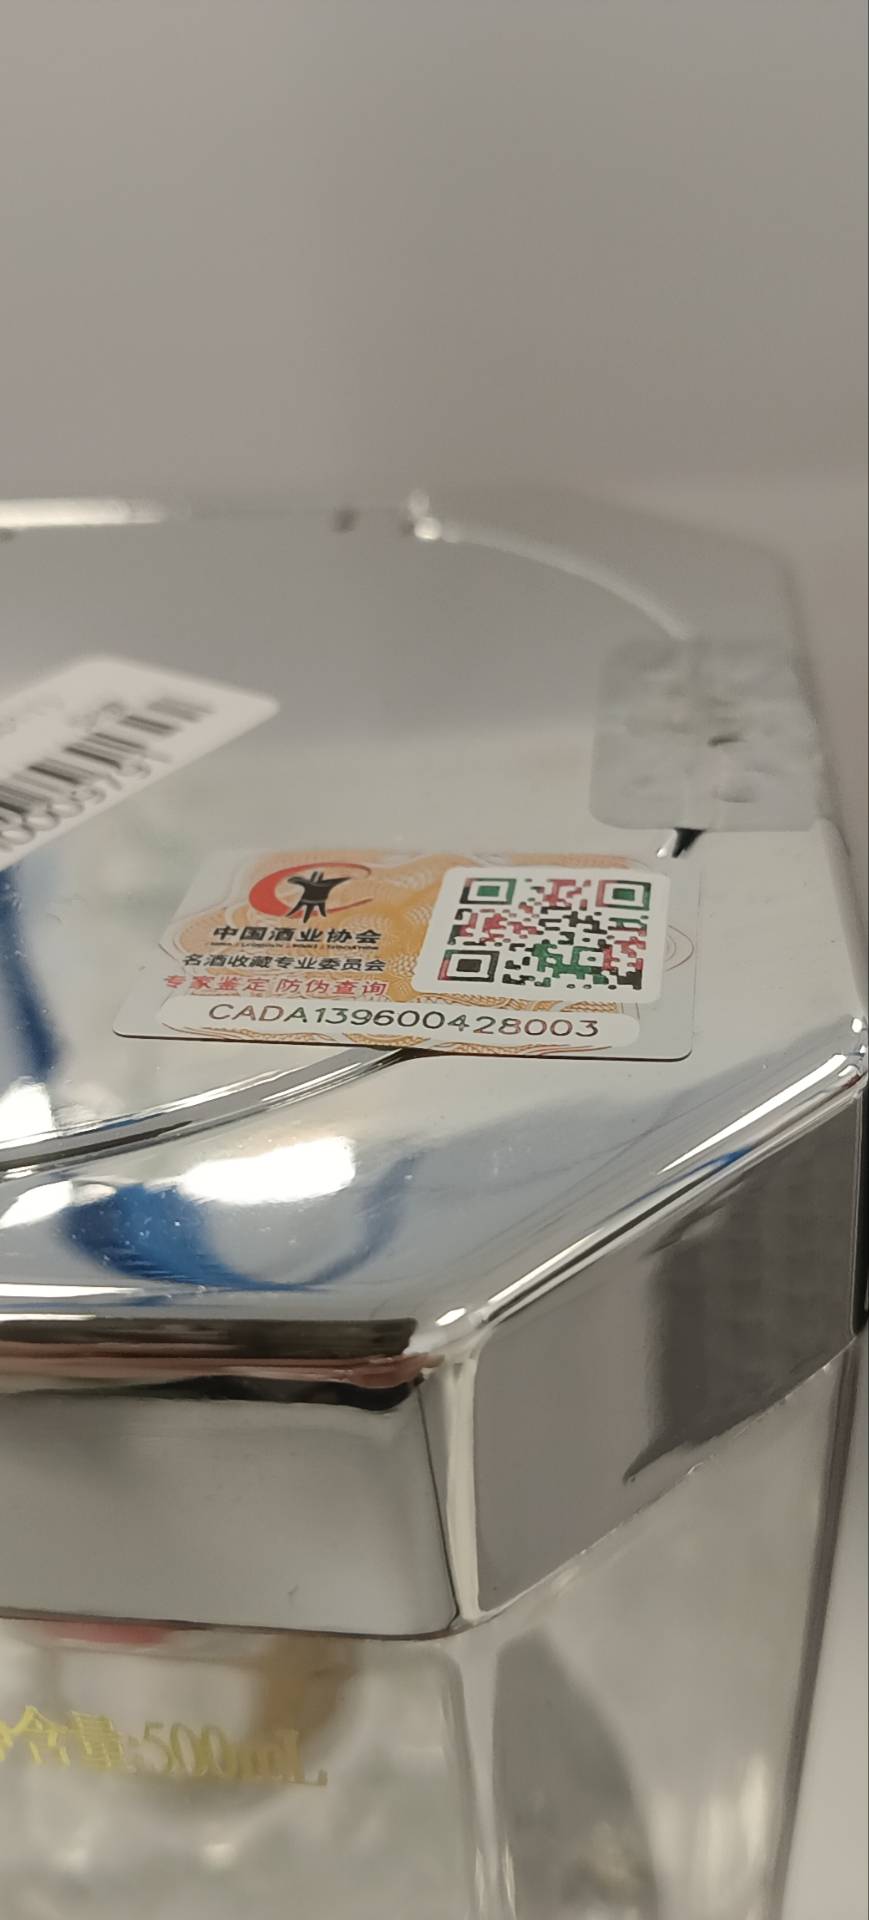 中国酒业协会
名酒收藏专业委员会
专家鉴定 防伪查询
CADA139600428003
含量:500mL